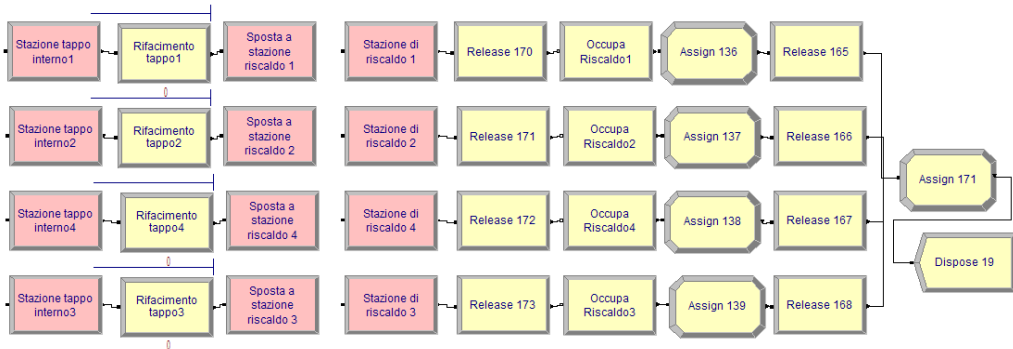 Stazione tappo
interno1
Rifacimento
tappo1
0
Sposta a
stazione
riscaldo 1
Stazione di
riscaldo 1
Release 170
Occupa
Riscaldo1
Assign 136
Release 165
Stazione tappo
interno2
Rifacimento
tappo2
Sposta a
stazione
riscaldo 2
Stazione di
riscaldo 2
Release 171
Occupa
Riscaldo2
Assign 137
Release 166
Assign 171
Stazione tappo
interno4
Rifacimento
tappo4
0
Sposta a
stazione
riscaldo 4
Stazione di
riscaldo 4
Release 172
Occupa
Riscaldo4
Assign 138
Release 167
Dispose 19
Stazione tappo
interno3
Rifacimento
tappo3
0
Sposta a
stazione
riscaldo 3
Stazione di
riscaldo 3
Release 173
Occupa
Riscaldo3
Assign 139
Release 168